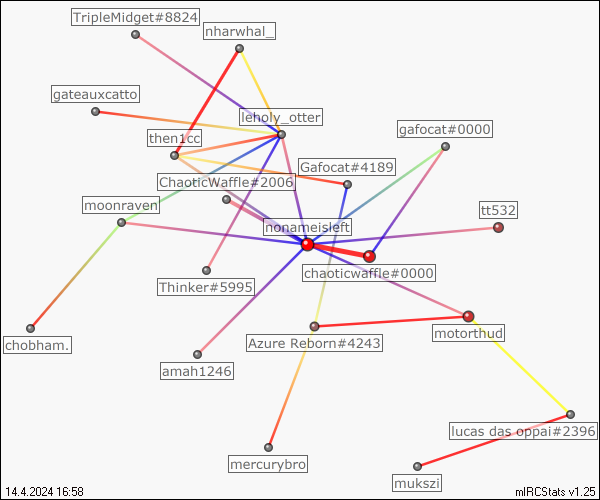 TripleMidget#8824
nharwhal_
gateauxcatto
leholy_otter
then1cc
gafocat#0000
Gafocat#4189
ChaoticWaffle#2006
moonraven
tt532
nonameisleft
chaoticwaffle#0000
Thinker#5995
chobham.
Azure Reborn#4243
motorthud
amah1246
lucas das oppai#2396
mercurybro
mukszi
14.4.2024 16:58
mIRCStats v1.25